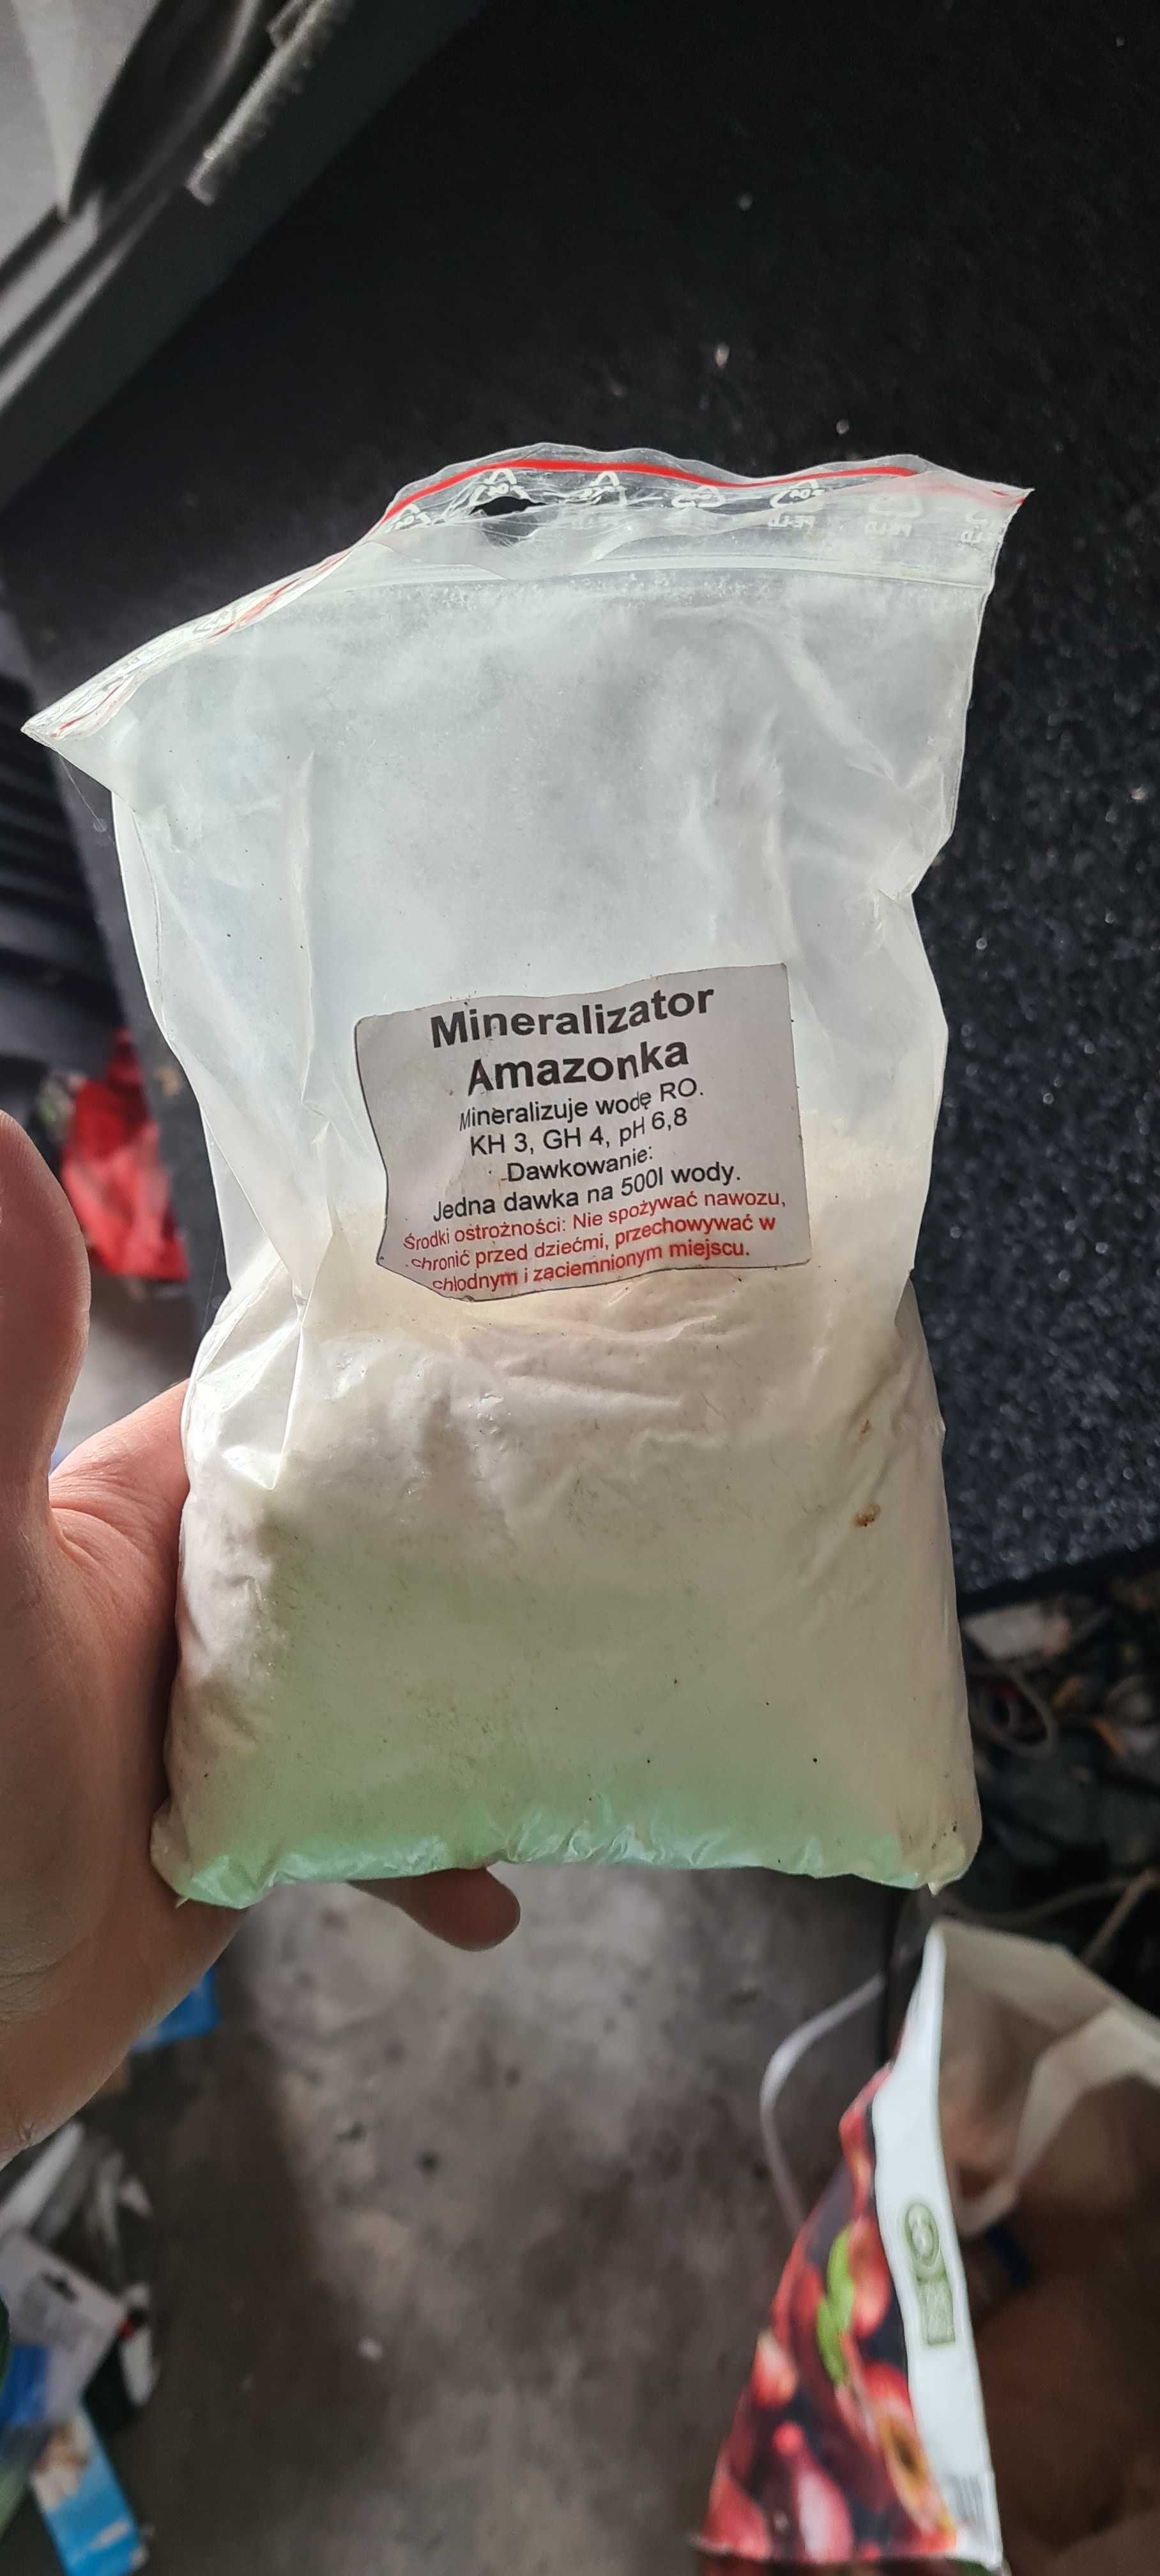 Mineralizator
Amazonka
Mineralizuje wodę RO.
KH 3, GH 4, pH 6,8
Dawkowanie:
Jedna dawka na 500l wody.
Środki ostrożności: Nie spożywać nawozu,
chronić przed dziećmi, przechowywać w
chłodnym i zaciemnionym miejscu.